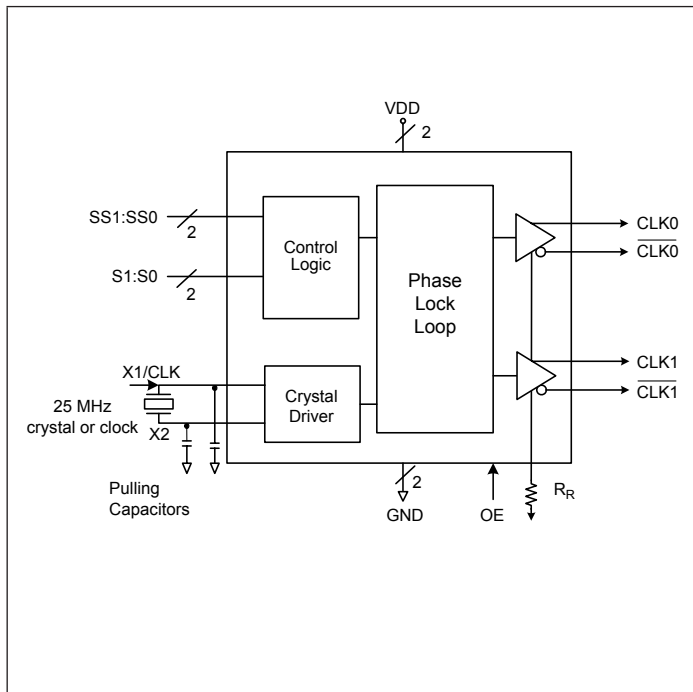 VDD
2
SS1:SS0
2
S1:S0
2
Control
Logic
Phase
Lock
Loop
CLK0
CLK0
CLK1
CLK1
X1/CLK
25 MHz
crystal or clock
X2
Crystal
Driver
Pulling
Capacitors
2
GND
OE
RR